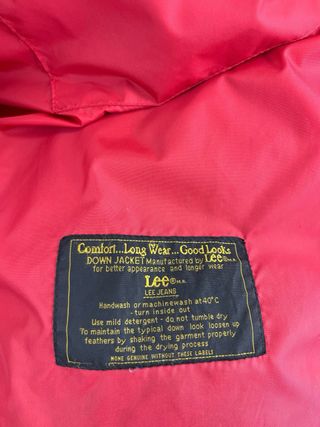 Comfort...Long Wear...Good Looks
DOWN JACKET Manufactured by Lee® M.R.
for better appearance and longer wear
Lee® M.R.
LEE JEANS
Handwash or machinewash at 40°C
- turn inside out
Use mild detergent - do not tumble dry
To maintain the typical down look loosen up
feathers by shaking the garment properly
during the drying process
NONE GENUINE WITHOUT THESE LABELS